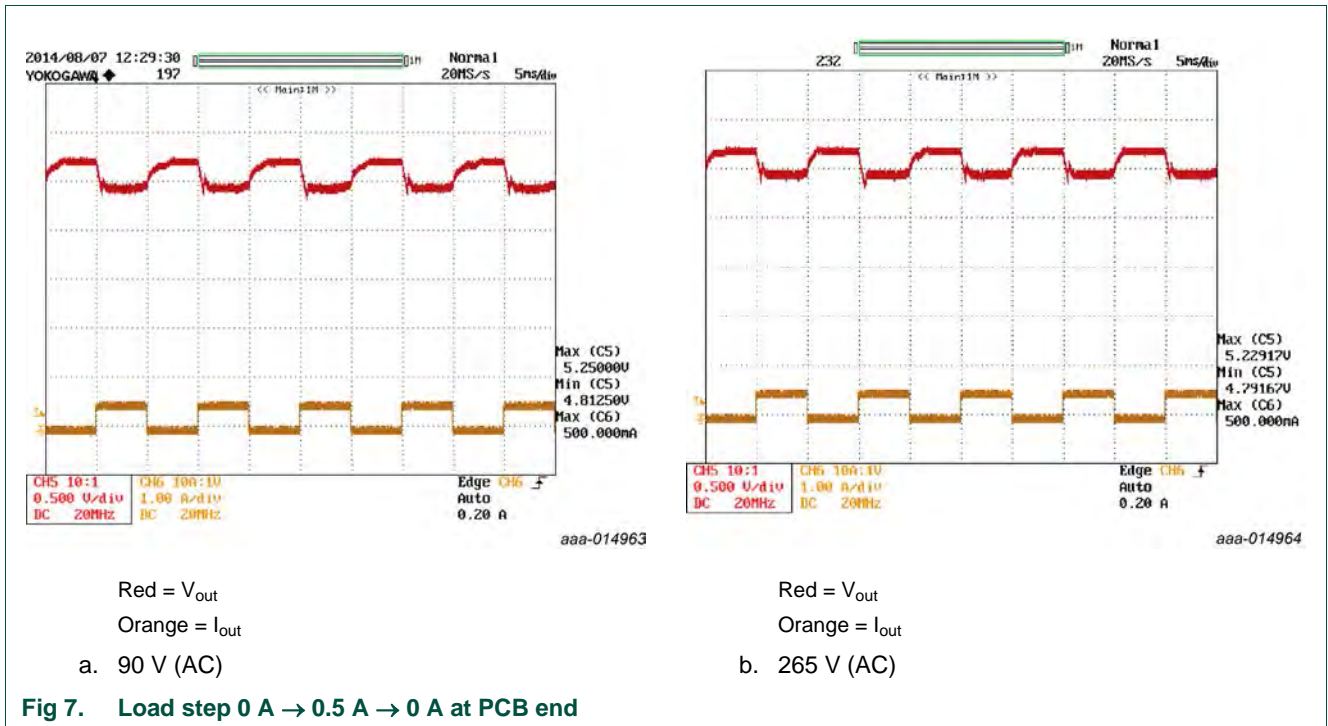 2014/08/07 12:29:30
Normal
YOKOGAWA ◆ 197
20MS/s 5ms/div
<< Main:1M >>
Max (C5)
5.25000V
Min (C5)
4.81250V
Max (C6)
500.000mA
CH5 10:1
0.500 V/div
DC 20MHz
CH6 10A:1V
1.00 A/div
DC 20MHz
Edge CH6
Auto
0.20 A
aaa-014963
Red = Vout
Orange = Iout
a. 90 V (AC)
Normal
232
20MS/s 5ms/div
<< Main:1M >>
Max (C5)
5.22917V
Min (C5)
4.79167V
Max (C6)
500.000mA
CH5 10:1
0.500 V/div
DC 20MHz
CH6 10A:1V
1.00 A/div
DC 20MHz
Edge CH6
Auto
0.20 A
aaa-014964
Red = Vout
Orange = Iout
b. 265 V (AC)
Fig 7. Load step 0 A → 0.5 A → 0 A at PCB end